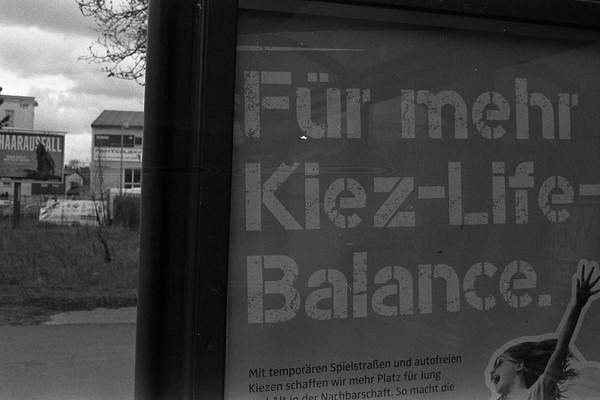 HAARAUSFALL
Für mehr
Kiez-Life-
Balance.
Mit temporären Spielstraßen und autofreien
Kiezen schaffen wir mehr Platz für Jung
und Alt in der Nachbarschaft. So macht die